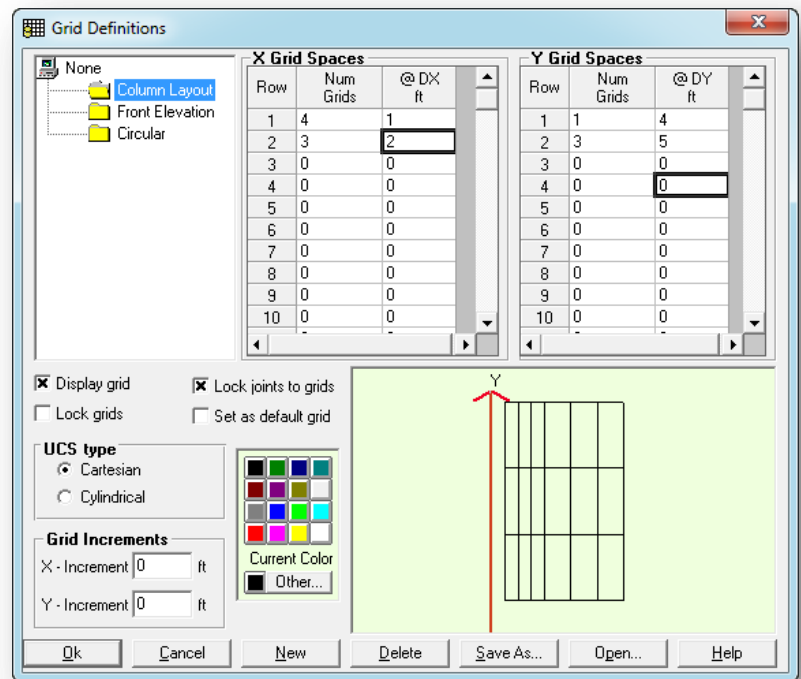 Grid Definitions
None
Column Layout
Front Elevation
Circular
X Grid Spaces
Row Num Grids @ DX ft
1 4 1
2 3 2
3 0 0
4 0 0
5 0 0
6 0 0
7 0 0
8 0 0
9 0 0
10 0 0
Y Grid Spaces
Row Num Grids @ DY ft
1 1 4
2 3 5
3 0 0
4 0 0
5 0 0
6 0 0
7 0 0
8 0 0
9 0 0
10 0 0
Display grid
Lock joints to grids
Lock grids
Set as default grid
UCS type
Cartesian
Cylindrical
Grid Increments
X - Increment 0 ft
Y - Increment 0 ft
Current Color
Other...
Y
Ok
Cancel
New
Delete
Save As...
Open...
Help